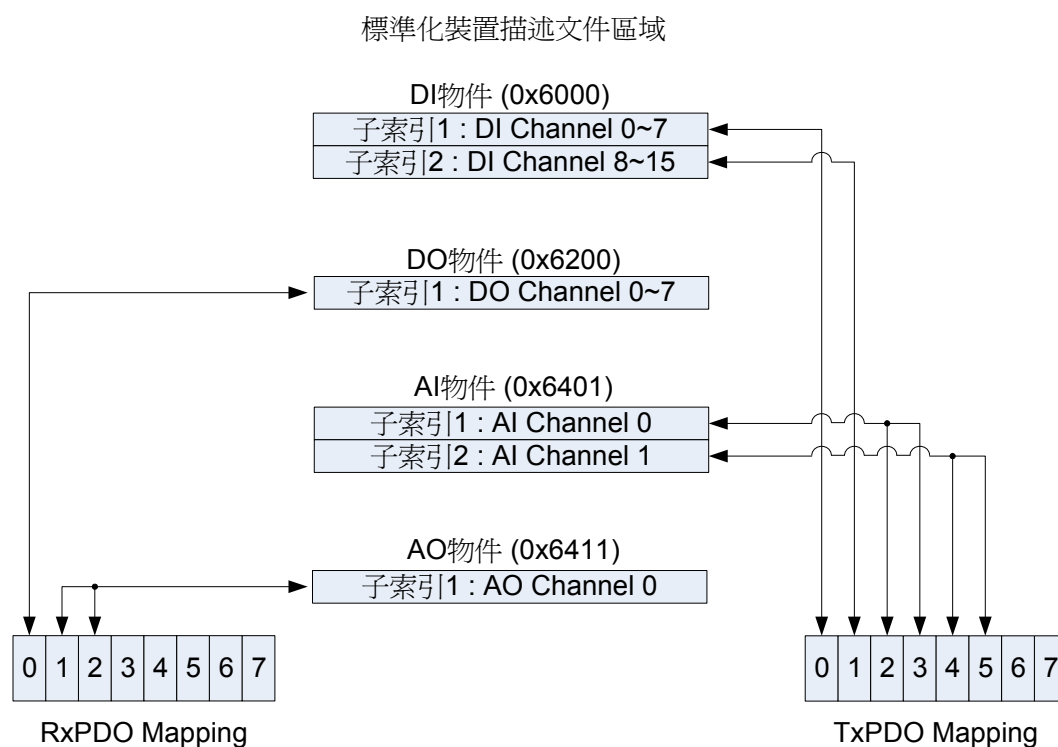 標準化裝置描述文件區域
DI物件 (0x6000)
子索引1 : DI Channel 0~7
子索引2 : DI Channel 8~15
DO物件 (0x6200)
子索引1 : DO Channel 0~7
AI物件 (0x6401)
子索引1 : AI Channel 0
子索引2 : AI Channel 1
AO物件 (0x6411)
子索引1 : AO Channel 0
0 1 2 3 4 5 6 7
RxPDO Mapping
0 1 2 3 4 5 6 7
TxPDO Mapping